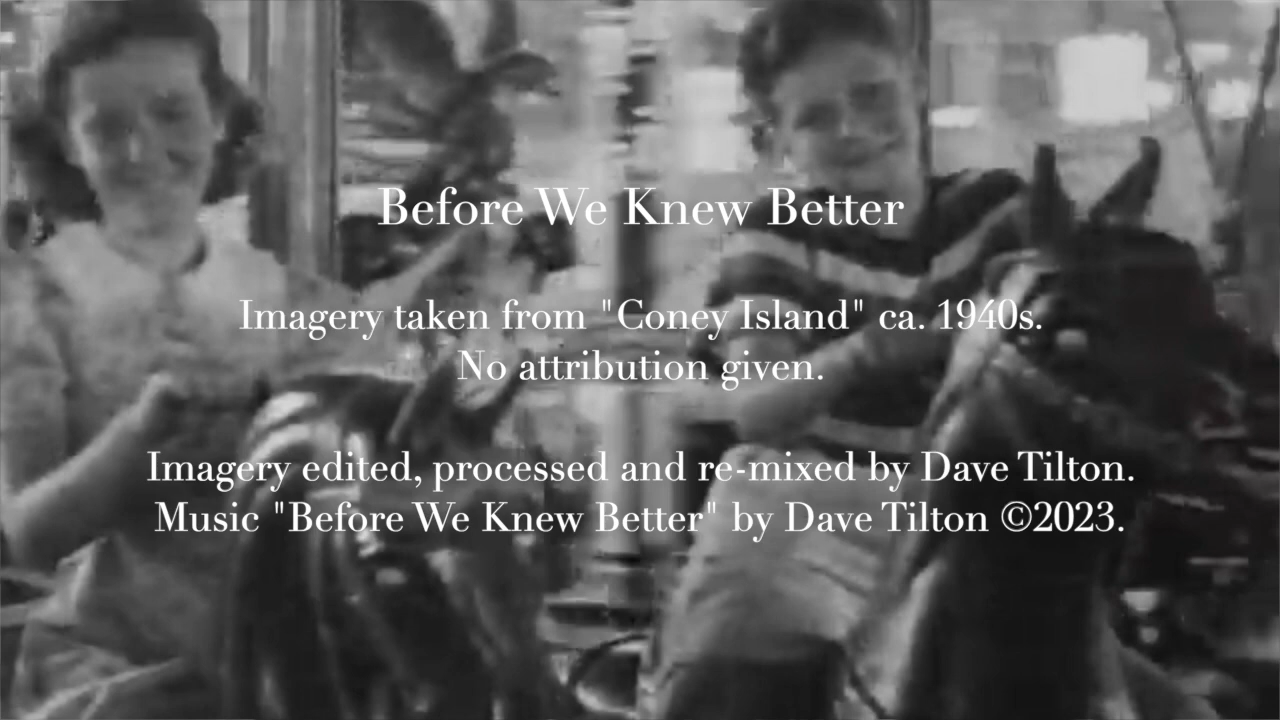 Before We Knew Better
Imagery taken from "Coney Island" ca. 1940s.
No attribution given.
Imagery edited, processed and re-mixed by Dave Tilton.
Music "Before We Knew Better" by Dave Tilton ©2023.